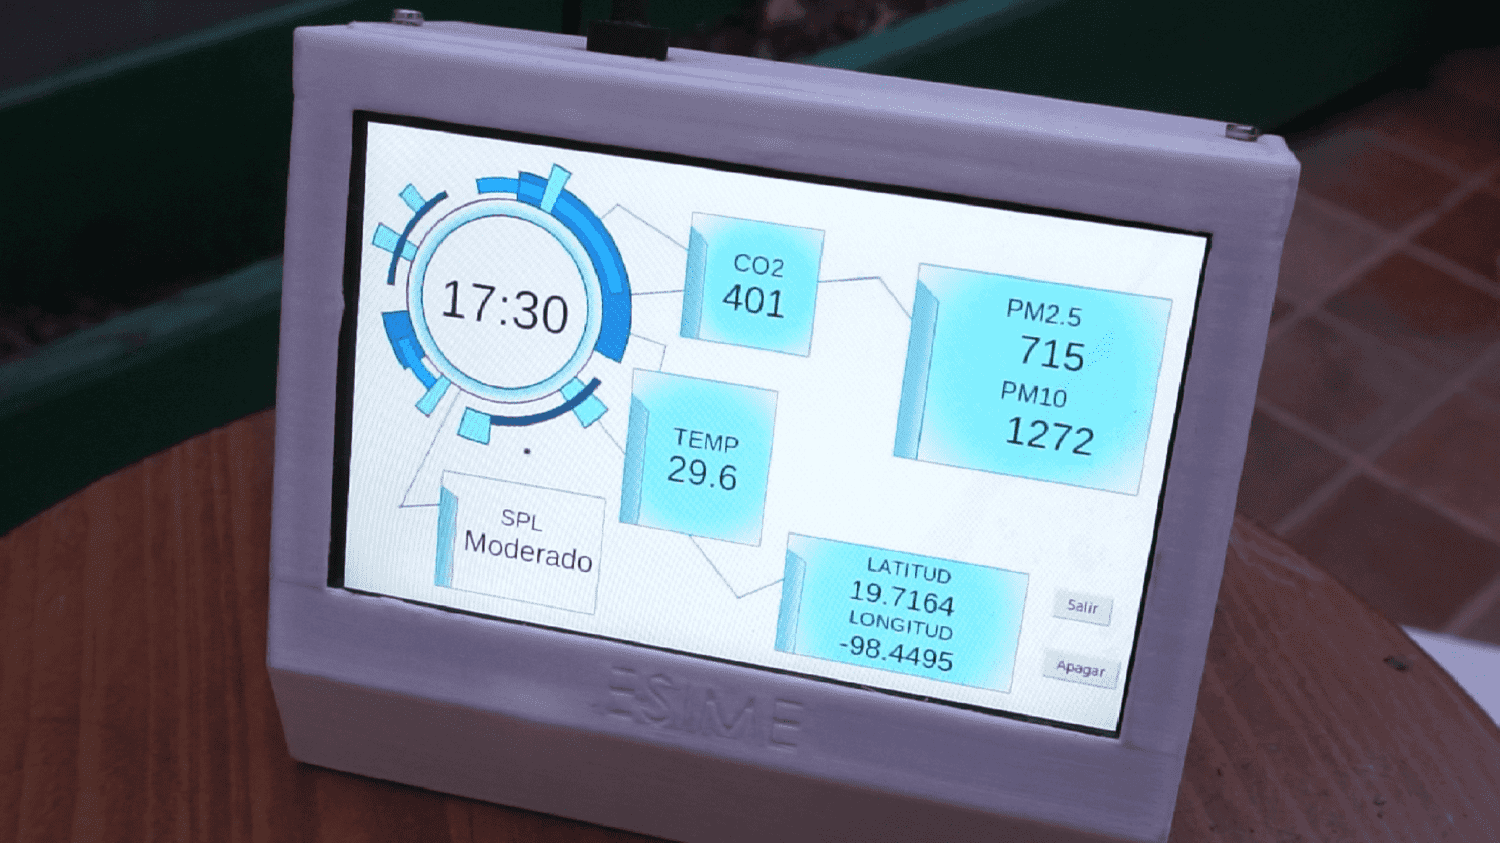 17:30
CO2
401
PM2.5
715
PM10
1272
TEMP
29.6
SPL
Moderado
LATITUD
19.7164
LONGITUD
-98.4495
Salir
Apagar
ESIME